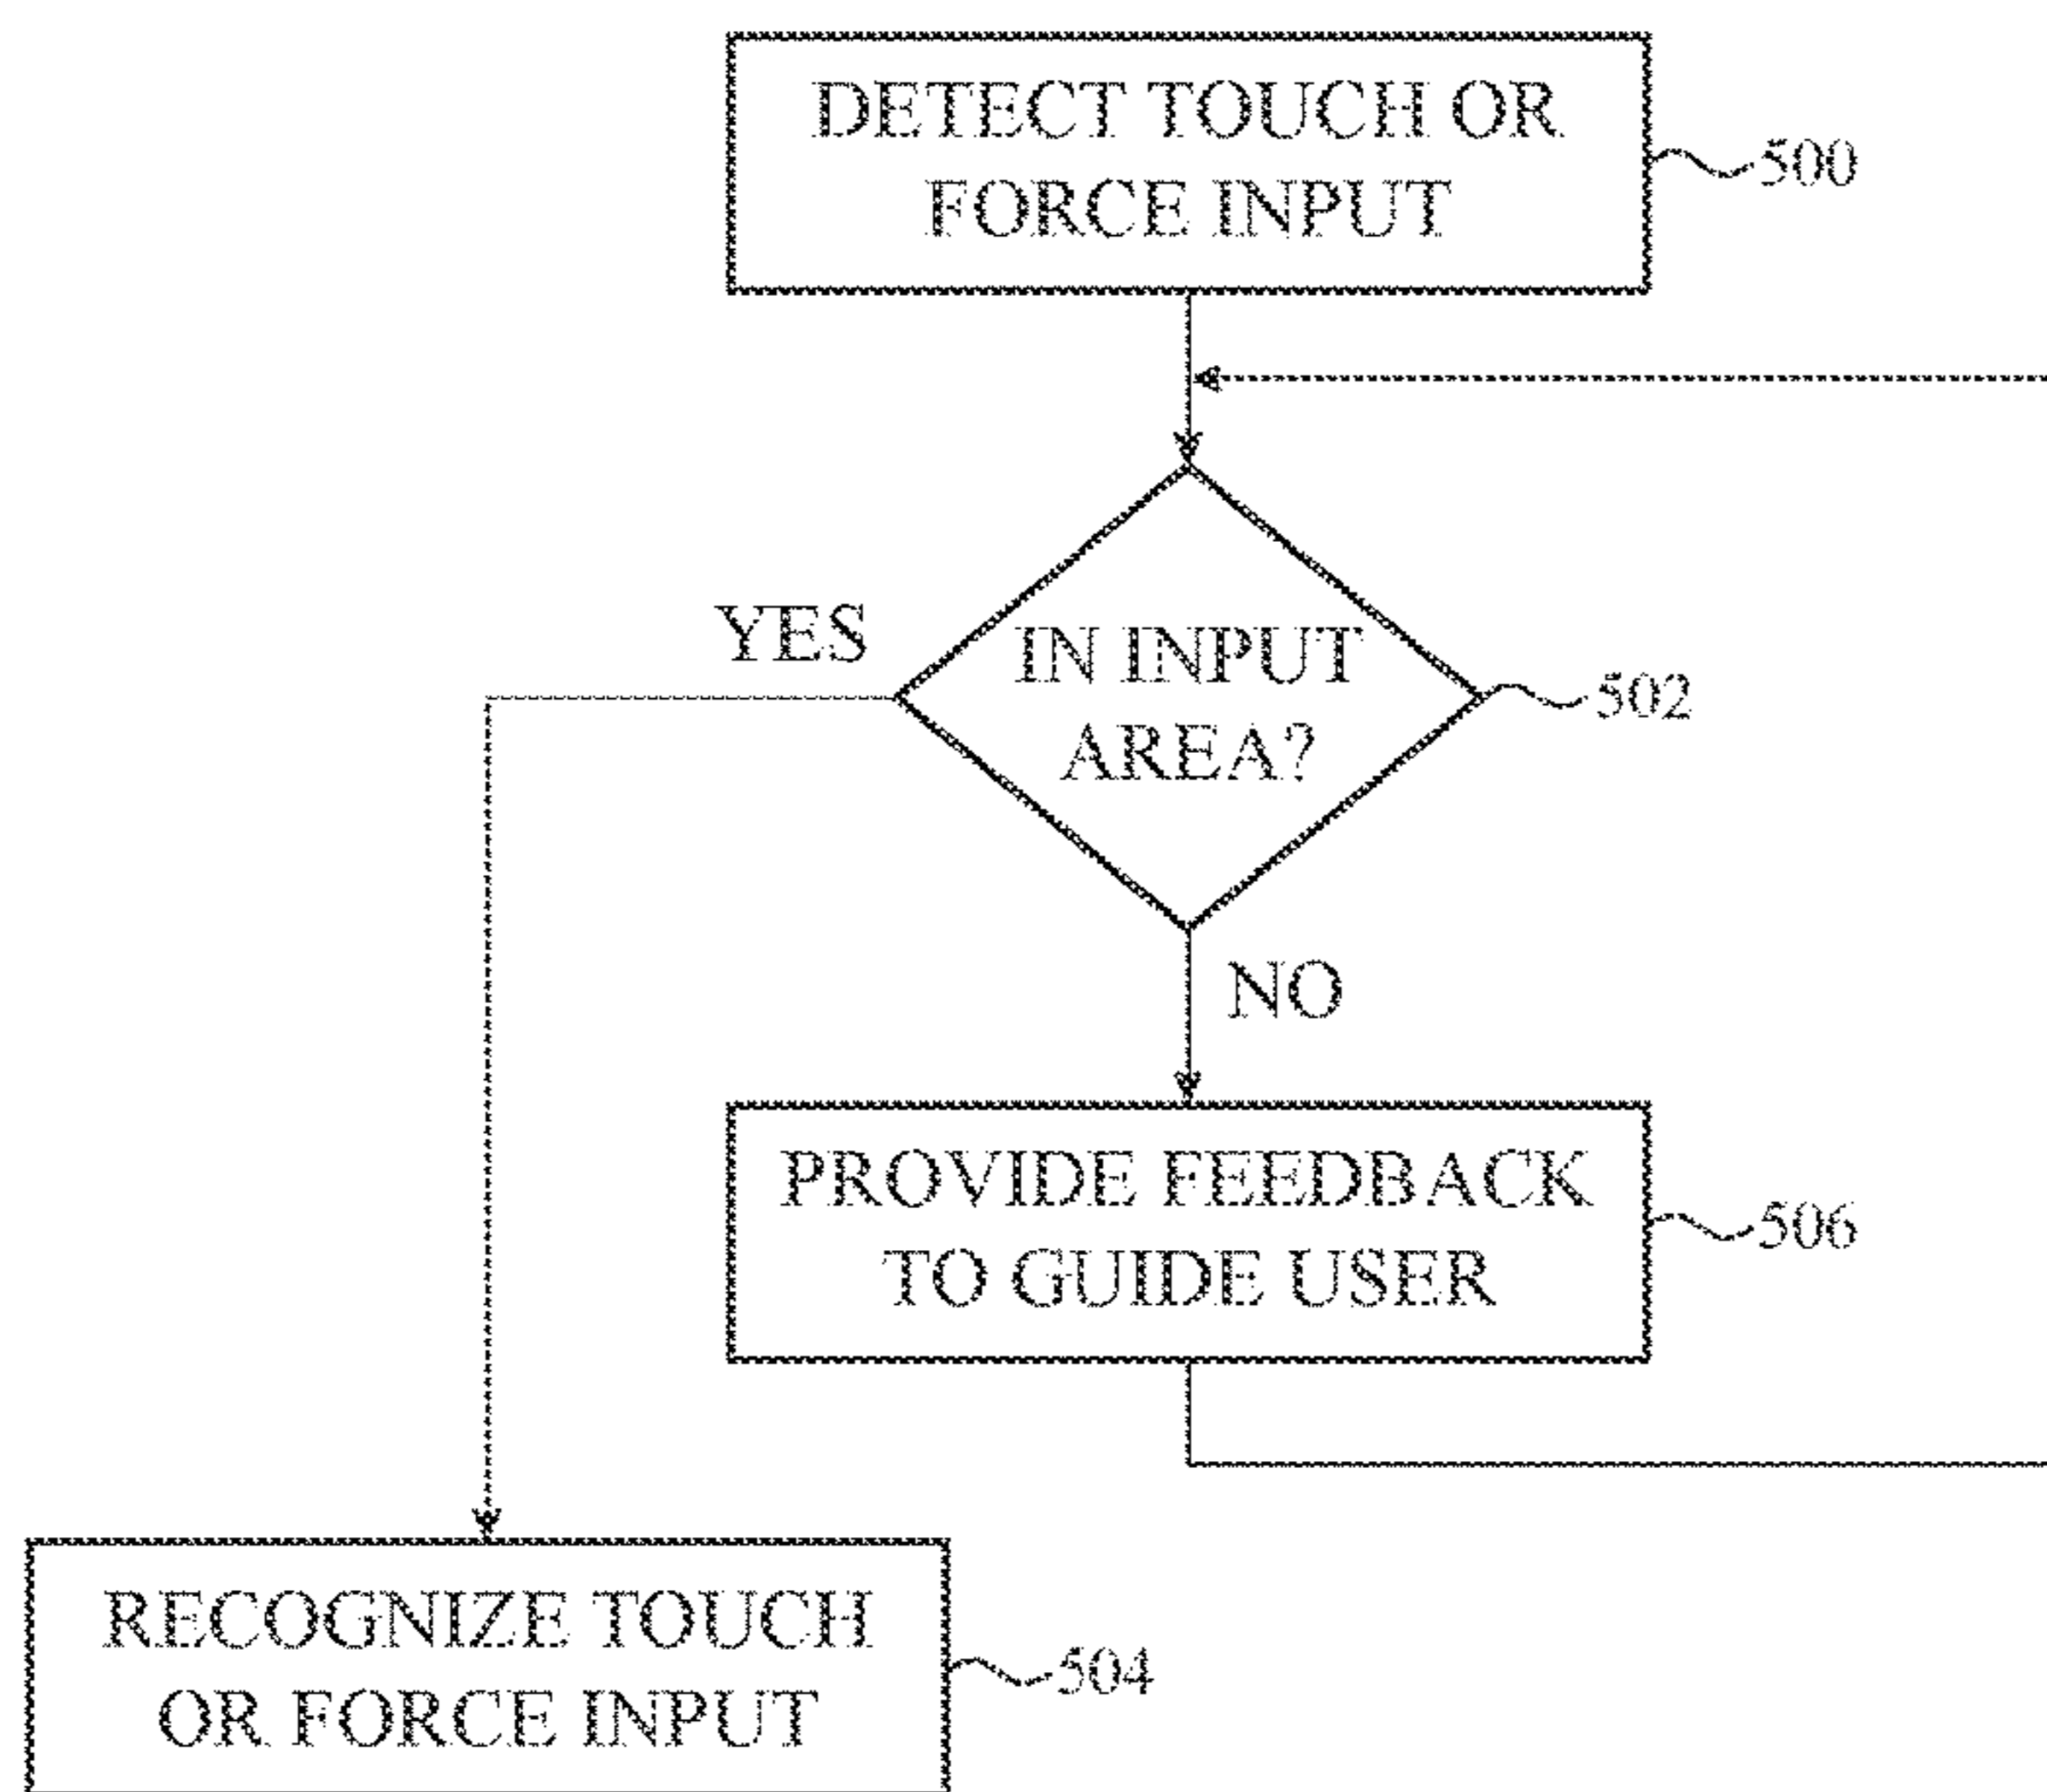 DETECT TOUCH OR
FORCE INPUT
500
YES
IN INPUT
AREA?
502
NO
PROVIDE FEEDBACK
TO GUIDE USER
506
RECOGNIZE TOUCH
OR FORCE INPUT
504